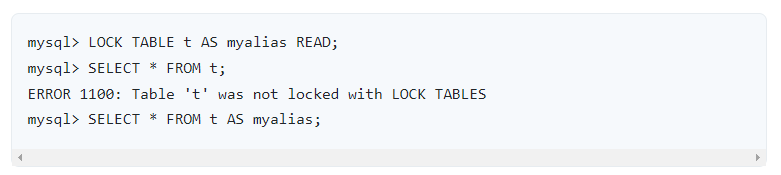 mysql> LOCK TABLE t AS myalias READ;
mysql> SELECT * FROM t;
ERROR 1100: Table 't' was not locked with LOCK TABLES
mysql> SELECT * FROM t AS myalias;